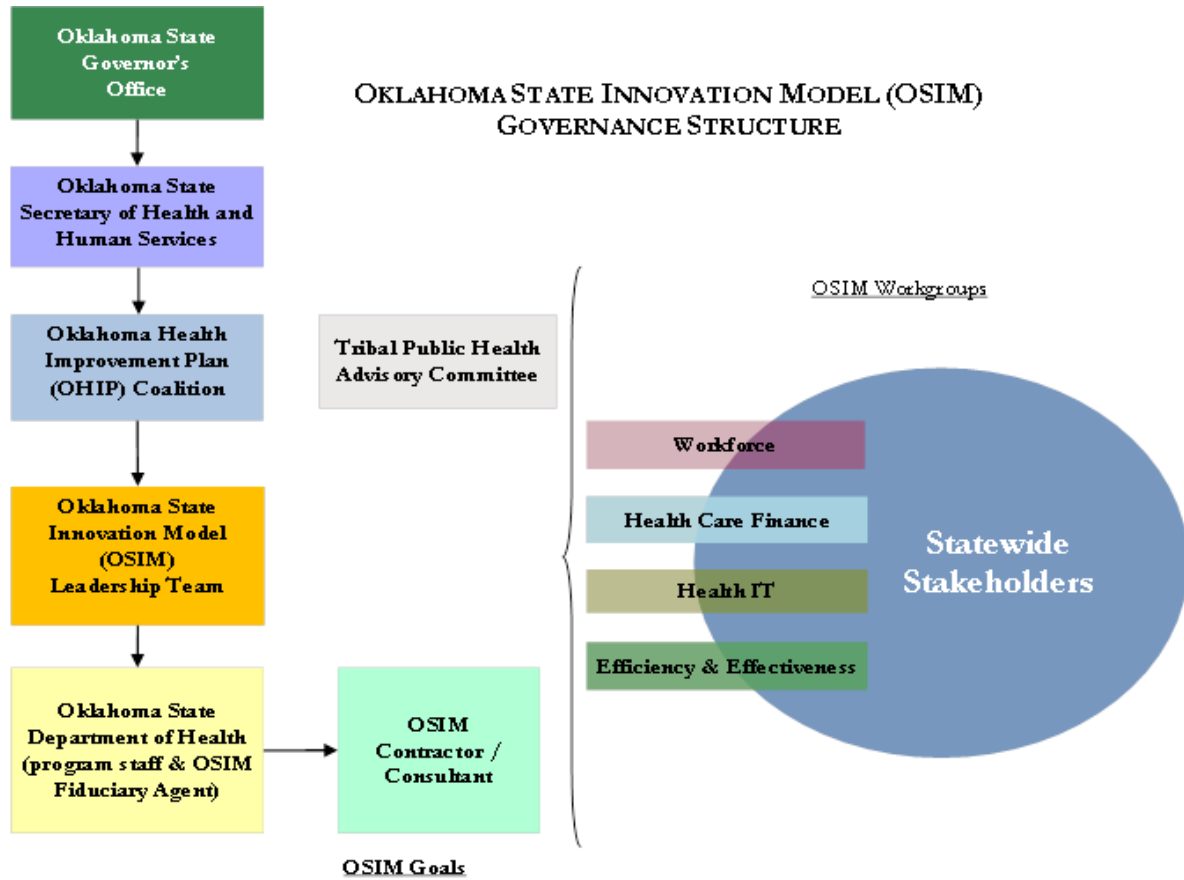 Oklahoma State
Governor's
Office
OKLAHOMA STATE INNOVATION MODEL (OSIM)
GOVERNANCE STRUCTURE
Oklahoma State
Secretary of Health and
Human Services
Oklahoma Health
Improvement Plan
(OHIP) Coalition
Tribal Public Health
Advisory Committee
OSIM Workgroups
Workforce
Health Care Finance
Health IT
Efficiency & Effectiveness
Statewide
Stakeholders
Oklahoma State
Innovation Model
(OSIM)
Leadership Team
Oklahoma State
Department of Health
(program staff & OSIM
Fiduciary Agent)
OSIM
Contractor /
Consultant
OSIM Goals